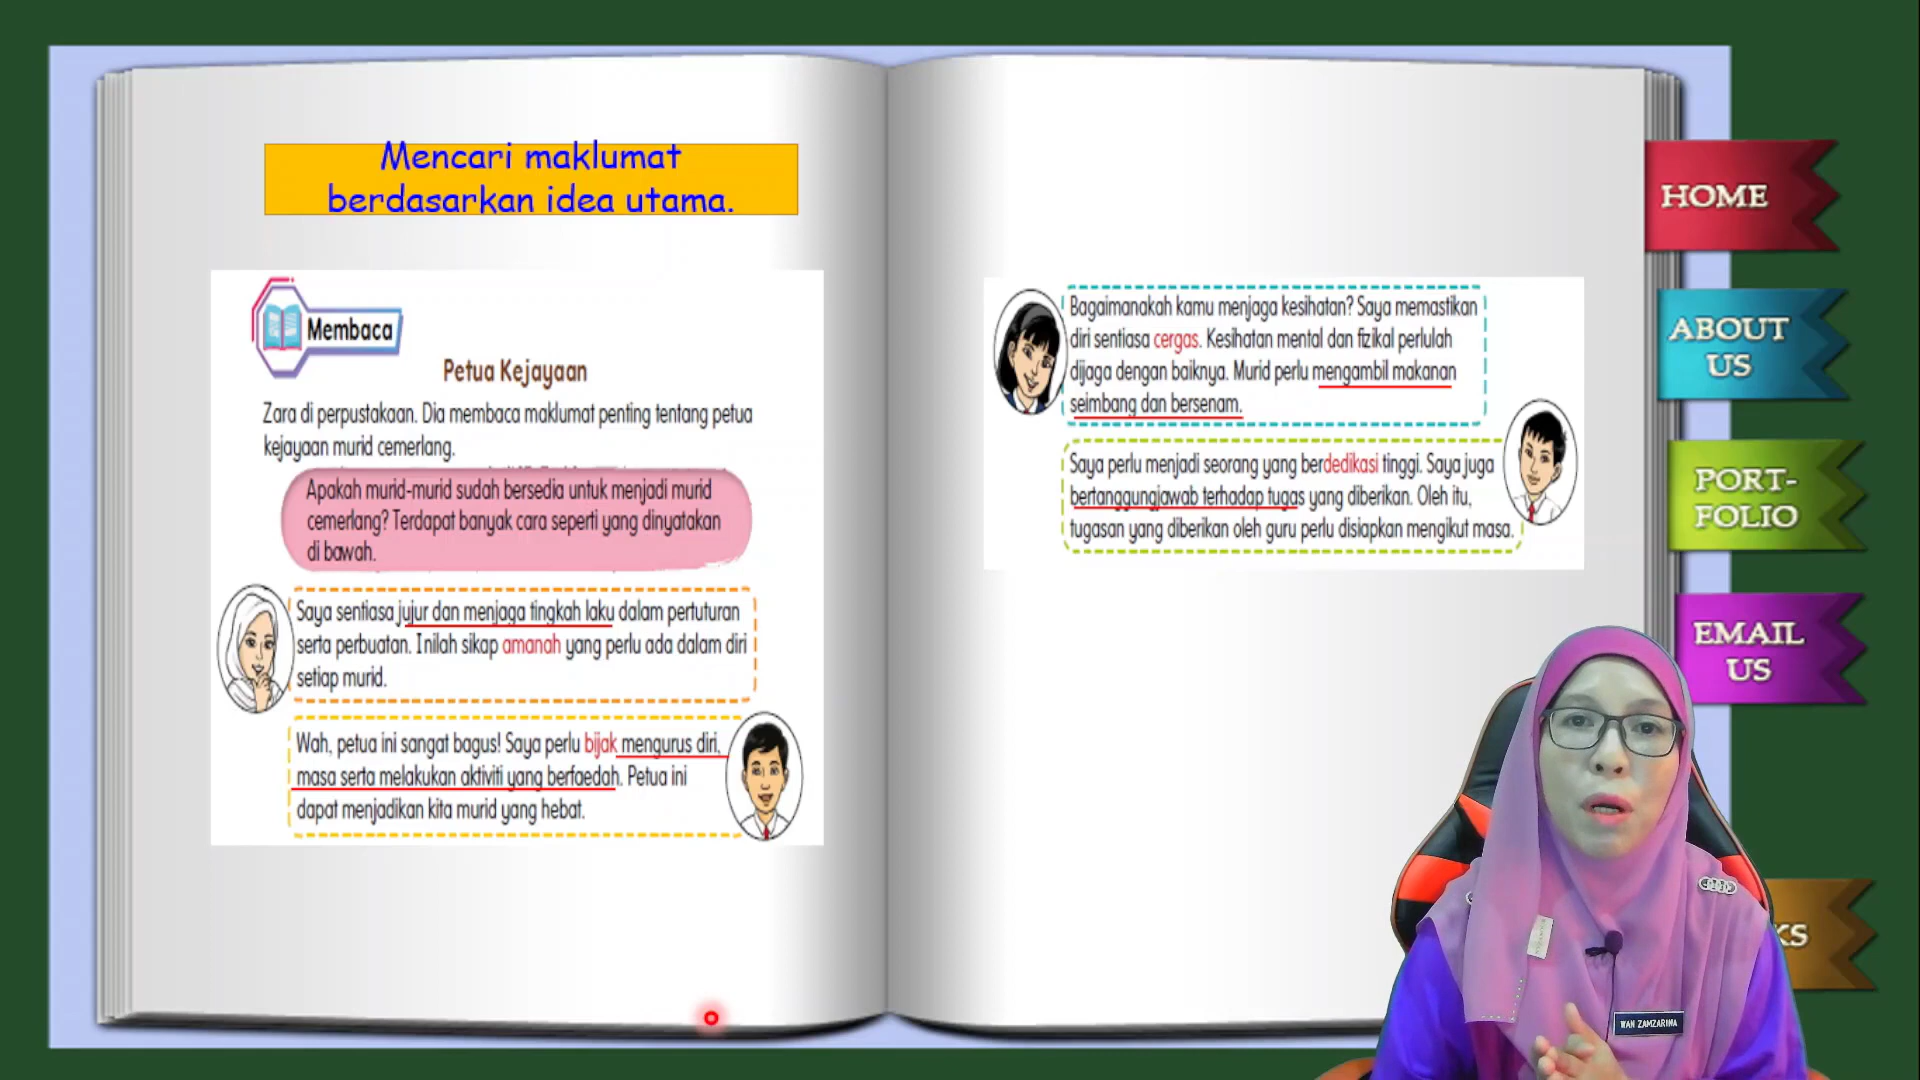 Mencari maklumat
berdasarkan idea utama.
Membaca
Petua Kejayaan
Zara di perpustakaan. Dia membaca maklumat penting tentang petua
kejayaan murid cemerlang.
Apakah murid-murid sudah bersedia untuk menjadi murid
cemerlang? Terdapat banyak cara seperti yang dinyatakan
di bawah.
Saya sentiasa jujur dan menjaga tingkah laku dalam pertuturan
serta perbuatan. Inilah sikap amanah yang perlu ada dalam diri
setiap murid.
Wah, petua ini sangat bagus! Saya perlu bijak mengurus diri,
masa serta melakukan aktiviti yang berfaedah. Petua ini
dapat menjadikan kita murid yang hebat.
Bagaimanakah kamu menjaga kesihatan? Saya memastikan
diri sentiasa cergas. Kesihatan mental dan fizikal perlulah
dijaga dengan baiknya. Murid perlu mengambil makanan
seimbang dan bersenam.
Saya perlu menjadi seorang yang berdedikasi tinggi. Saya juga
bertanggungjawab terhadap tugas yang diberikan. Oleh itu,
tugasan yang diberikan oleh guru perlu disiapkan mengikut masa.
HOME
ABOUT
US
PORT-
FOLIO
EMAIL
US
KS
WAN ZAMZARINA